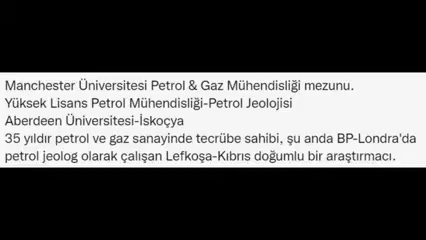 Manchester Üniversitesi Petrol & Gaz Mühendisliği mezunu.
Yüksek Lisans Petrol Mühendisliği-Petrol Jeolojisi
Aberdeen Üniversitesi-İskoçya
35 yıldır petrol ve gaz sanayinde tecrübe sahibi, şu anda BP-Londra'da
petrol jeolog olarak çalışan Lefkoşa-Kıbrıs doğumlu bir araştırmacı.